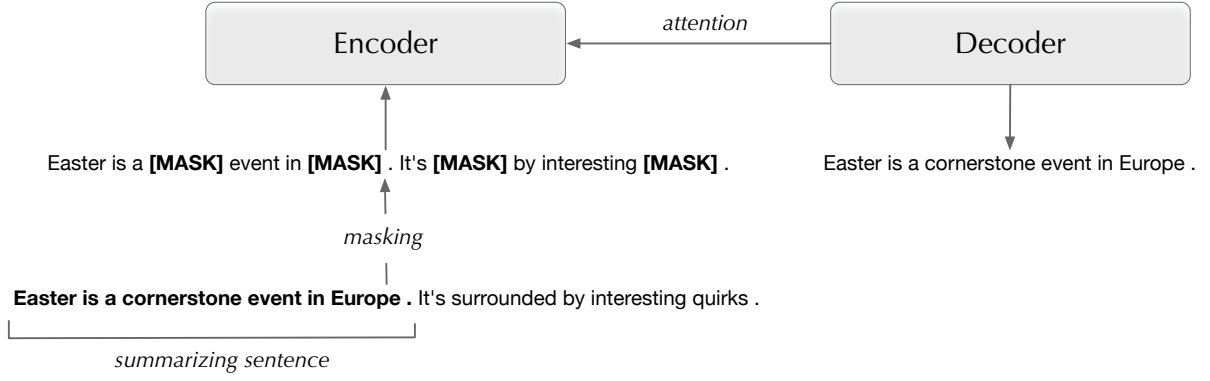 Encoder
attention
Decoder
Easter is a [MASK] event in [MASK] . It's [MASK] by interesting [MASK] .
Easter is a cornerstone event in Europe .
masking
Easter is a cornerstone event in Europe . It's surrounded by interesting quirks .
summarizing sentence